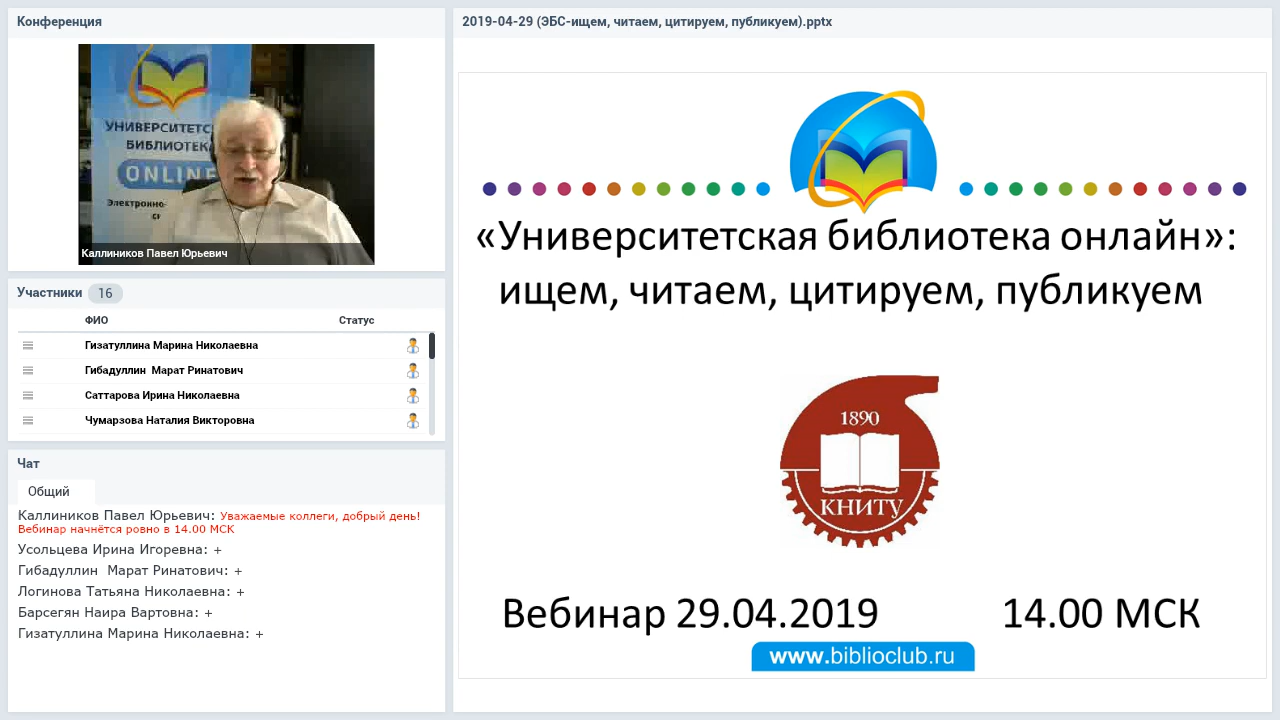 Конференция
УНИВЕРСИТЕТС
БИБЛИОТЕКА
ONLINE
Электронно-
Каллиников Павел Юрьевич
Участники 16
ФИО Статус
Гизатуллина Марина Николаевна
Гибадуллин Марат Ринатович
Саттарова Ирина Николаевна
Чумарзова Наталия Викторовна
Чат
Общий
Каллиников Павел Юрьевич: Уважаемые коллеги, добрый день!
Вебинар начнётся ровно в 14.00 МСК
Усольцева Ирина Игоревна: +
Гибадуллин Марат Ринатович: +
Логинова Татьяна Николаевна: +
Барсегян Наира Вартовна: +
Гизатуллина Марина Николаевна: +
2019-04-29 (ЭБС-ищем, читаем, цитируем, публикуем).pptx
«Университетская библиотека онлайн»:
ищем, читаем, цитируем, публикуем
1890
КНИТУ
Вебинар 29.04.2019 14.00 МСК
www.biblioclub.ru